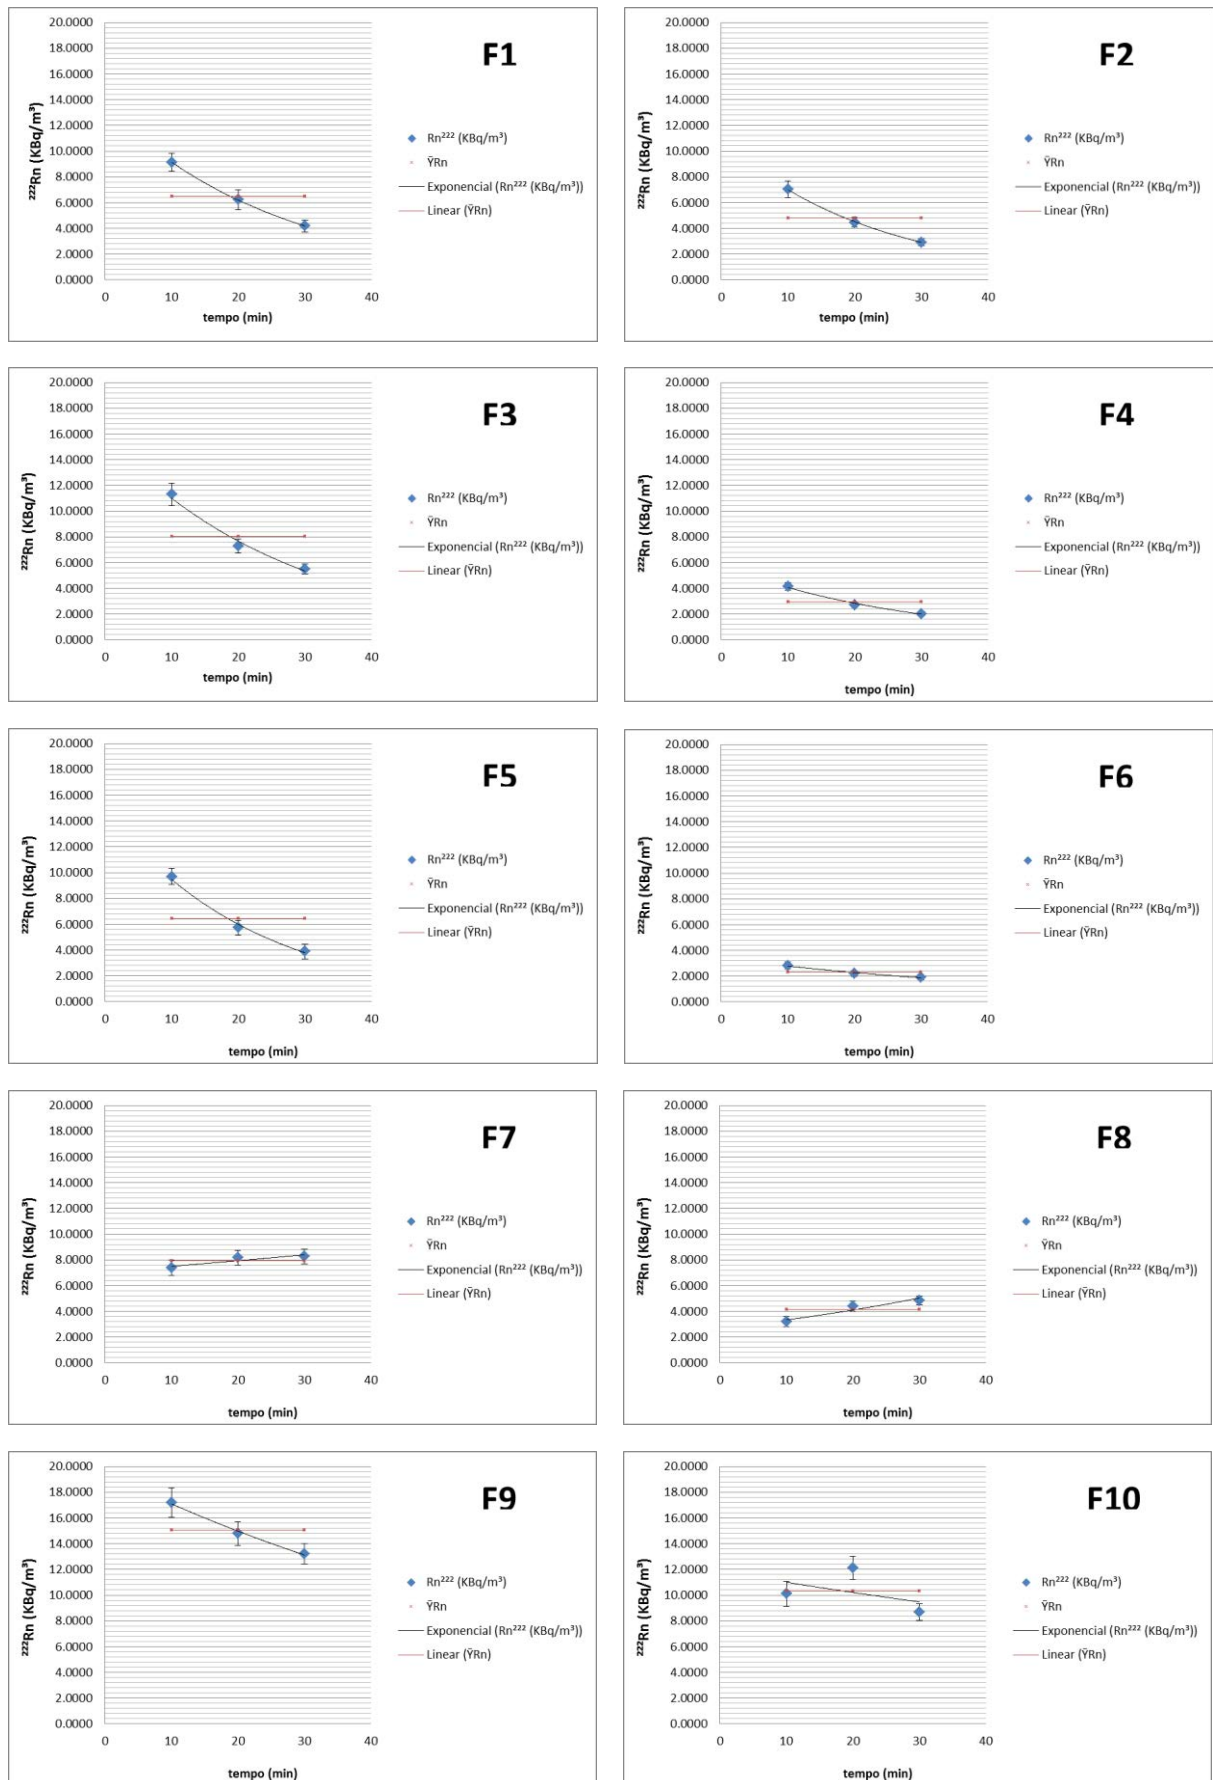 F1
²²²Rn (KBq/m³)
20.0000
18.0000
16.0000
14.0000
12.0000
10.0000
8.0000
6.0000
4.0000
2.0000
0.0000
0 10 20 30 40
tempo (min)
Rn²²² (KBq/m³)
ȲRn
Exponencial (Rn²²² (KBq/m³))
Linear (ȲRn)
F2
²²²Rn (KBq/m³)
20.0000
18.0000
16.0000
14.0000
12.0000
10.0000
8.0000
6.0000
4.0000
2.0000
0.0000
0 10 20 30 40
tempo (min)
Rn²²² (KBq/m³)
ȲRn
Exponencial (Rn²²² (KBq/m³))
Linear (ȲRn)
F3
²²²Rn (KBq/m³)
20.0000
18.0000
16.0000
14.0000
12.0000
10.0000
8.0000
6.0000
4.0000
2.0000
0.0000
0 10 20 30 40
tempo (min)
Rn²²² (KBq/m³)
ȲRn
Exponencial (Rn²²² (KBq/m³))
Linear (ȲRn)
F4
²²²Rn (KBq/m³)
20.0000
18.0000
16.0000
14.0000
12.0000
10.0000
8.0000
6.0000
4.0000
2.0000
0.0000
0 10 20 30 40
tempo (min)
Rn²²² (KBq/m³)
ȲRn
Exponencial (Rn²²² (KBq/m³))
Linear (ȲRn)
F5
²²²Rn (KBq/m³)
20.0000
18.0000
16.0000
14.0000
12.0000
10.0000
8.0000
6.0000
4.0000
2.0000
0.0000
0 10 20 30 40
tempo (min)
Rn²²² (KBq/m³)
ȲRn
Exponencial (Rn²²² (KBq/m³))
Linear (ȲRn)
F6
²²²Rn (KBq/m³)
20.0000
18.0000
16.0000
14.0000
12.0000
10.0000
8.0000
6.0000
4.0000
2.0000
0.0000
0 10 20 30 40
tempo (min)
Rn²²² (KBq/m³)
ȲRn
Exponencial (Rn²²² (KBq/m³))
Linear (ȲRn)
F7
²²²Rn (KBq/m³)
20.0000
18.0000
16.0000
14.0000
12.0000
10.0000
8.0000
6.0000
4.0000
2.0000
0.0000
0 10 20 30 40
tempo (min)
Rn²²² (KBq/m³)
ȲRn
Exponencial (Rn²²² (KBq/m³))
Linear (ȲRn)
F8
²²²Rn (KBq/m³)
20.0000
18.0000
16.0000
14.0000
12.0000
10.0000
8.0000
6.0000
4.0000
2.0000
0.0000
0 10 20 30 40
tempo (min)
Rn²²² (KBq/m³)
ȲRn
Exponencial (Rn²²² (KBq/m³))
Linear (ȲRn)
F9
²²²Rn (KBq/m³)
20.0000
18.0000
16.0000
14.0000
12.0000
10.0000
8.0000
6.0000
4.0000
2.0000
0.0000
0 10 20 30 40
tempo (min)
Rn²²² (KBq/m³)
ȲRn
Exponencial (Rn²²² (KBq/m³))
Linear (ȲRn)
F10
²²²Rn (KBq/m³)
20.0000
18.0000
16.0000
14.0000
12.0000
10.0000
8.0000
6.0000
4.0000
2.0000
0.0000
0 10 20 30 40
tempo (min)
Rn²²² (KBq/m³)
ȲRn
Exponencial (Rn²²² (KBq/m³))
Linear (ȲRn)